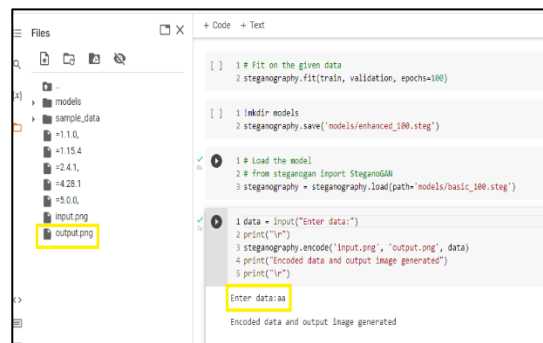 Files
+ Code + Text
..
models
sample_data
=1.1.0,
=1.15.4
=2.4.1,
=4.28.1
=5.0.0,
input.png
output.png
{x}
<>
[ ] 1 # Fit on the given data
2 steganography.fit(train, validation, epochs=100)
[ ] 1 !mkdir models
2 steganography.save('models/enhanced_100.steg')
1 # Load the model
2 # from steganogan import SteganoGAN
3 steganography = steganography.load(path='models/basic_100.steg')
1 data = input("Enter data:")
2 print("\r")
3 steganography.encode('input.png', 'output.png', data)
4 print("Encoded data and output image generated")
5 print("\r")
Enter data:aa
Encoded data and output image generated